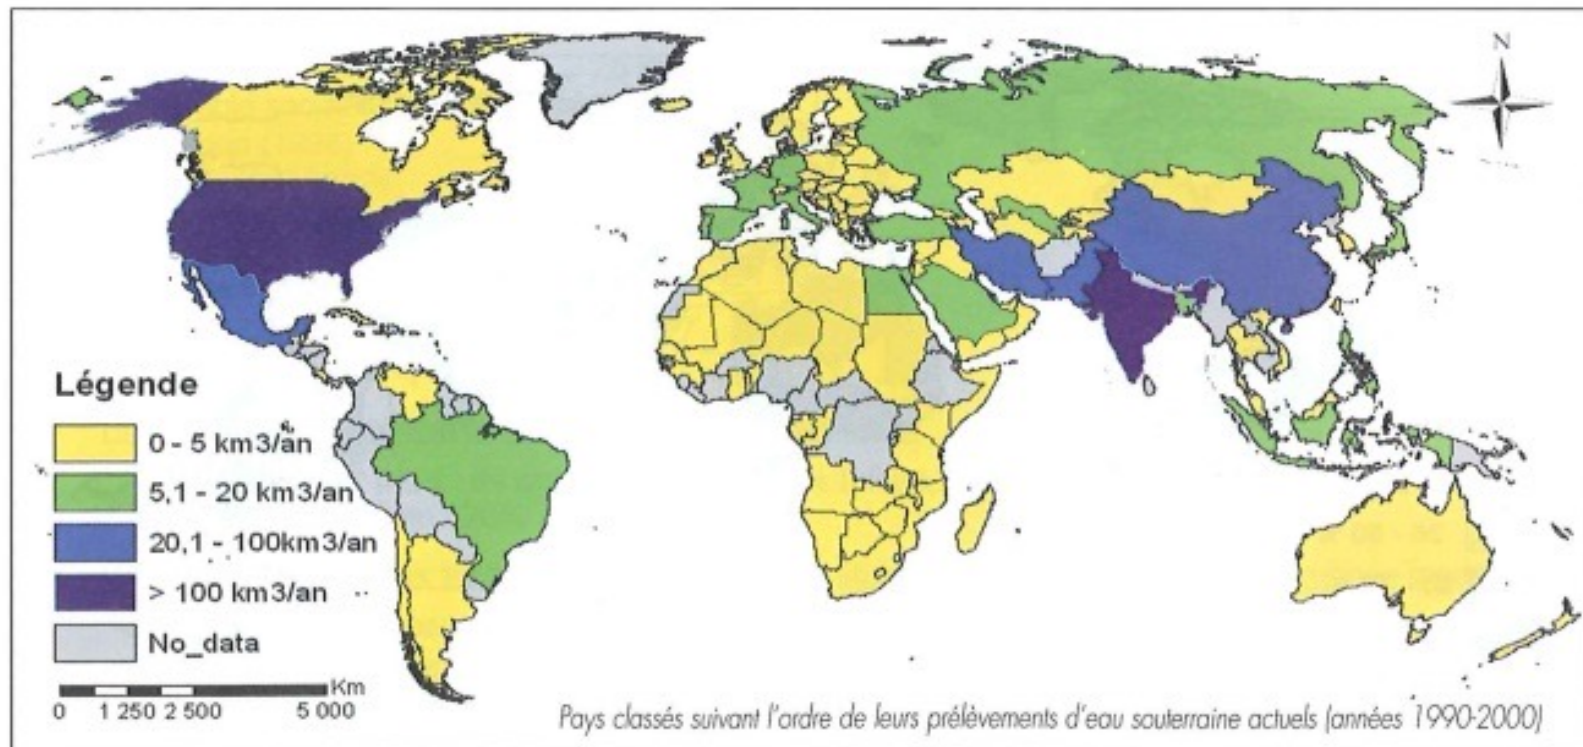 N
Légende
0 - 5 km3/an
5,1 - 20 km3/an
20,1 - 100km3/an
> 100 km3/an
No_data
Km
0 1 250 2 500 5 000
Pays classés suivant l'ordre de leurs prélèvements d'eau souterraine actuels (années 1990-2000)